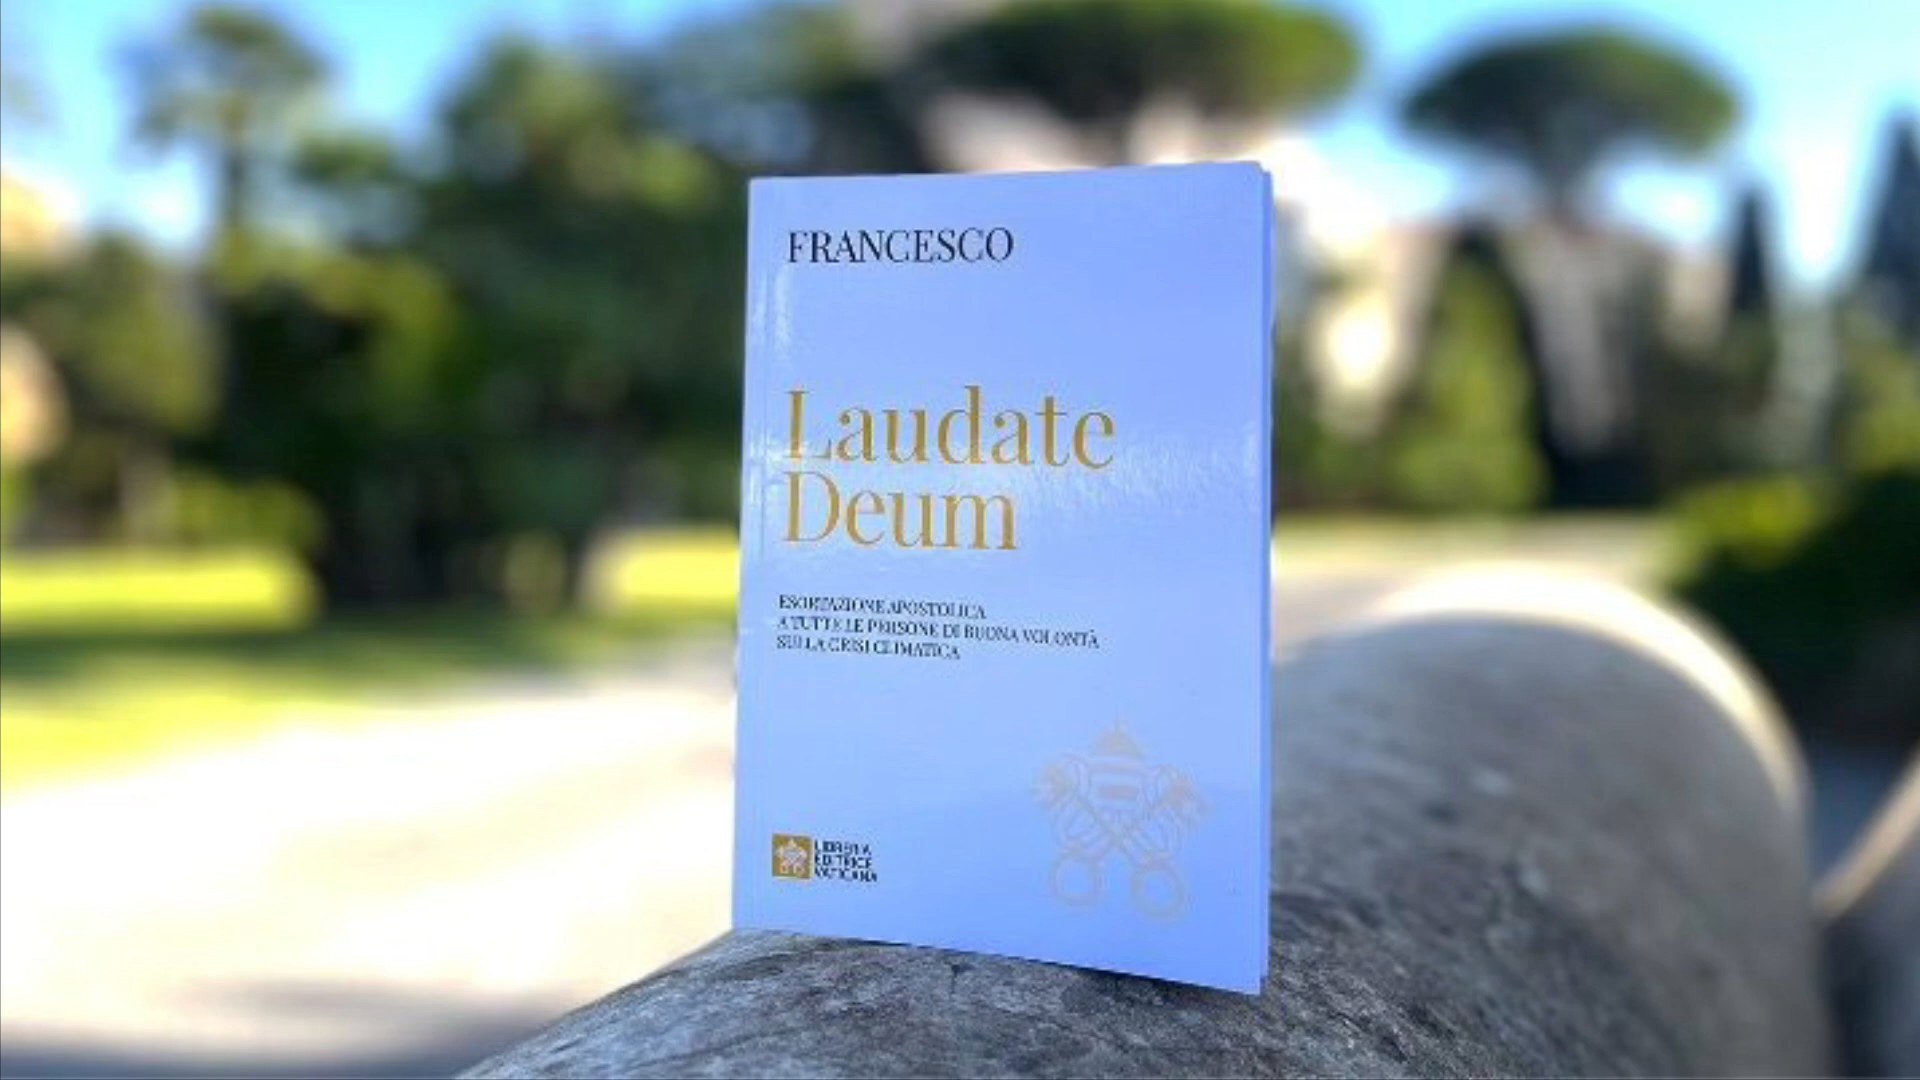 FRANCESCO
Laudate
Deum
ESORTAZIONE APOSTOLICA
A TUTTE LE PERSONE DI BUONA VOLONTÀ
SULLA CRISI CLIMATICA
LIBRERIA
EDITRICE
VATICANA